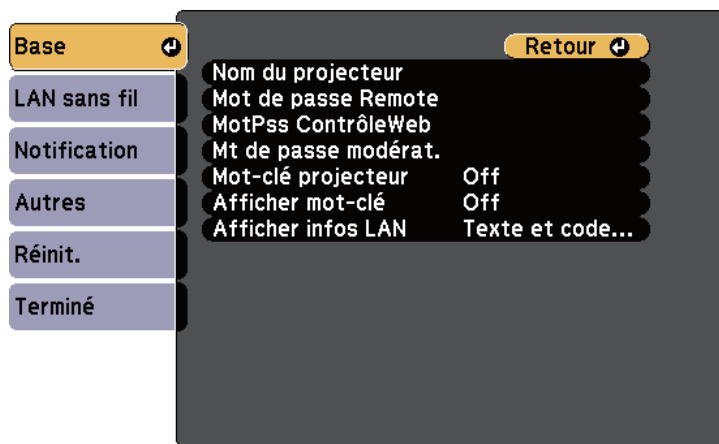 Base
LAN sans fil
Notification
Autres
Réinit.
Terminé
Retour
Nom du projecteur
Mot de passe Remote
MotPss ContrôleWeb
Mt de passe modérat.
Mot-clé projecteur Off
Afficher mot-clé Off
Afficher infos LAN Texte et code...